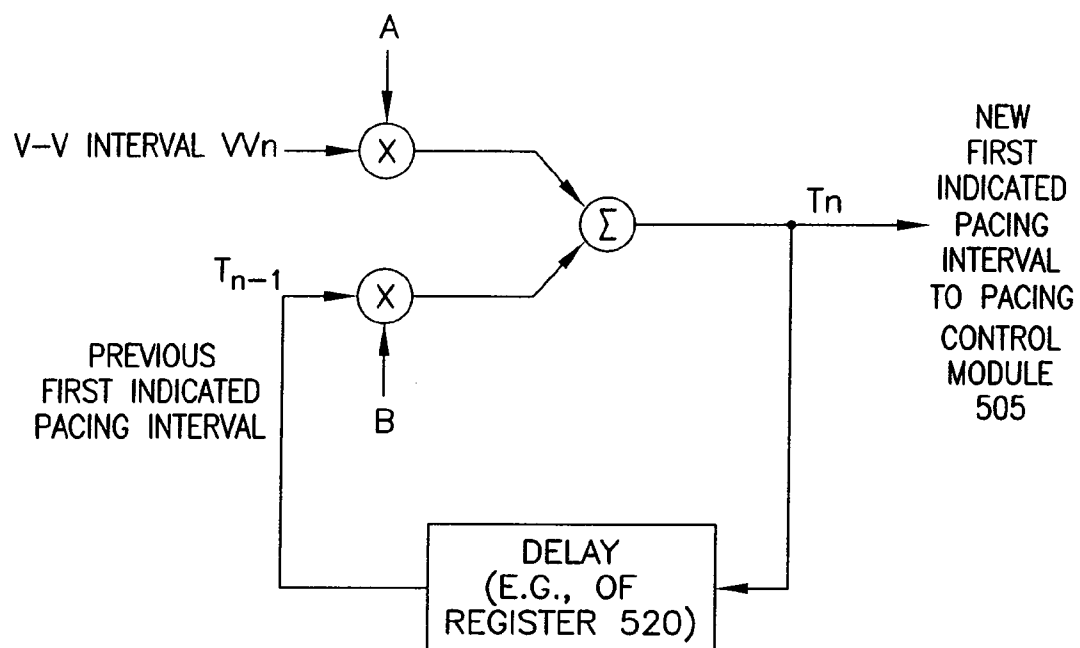 A
V-V INTERVAL VVn
X
Σ
Tn
NEW
FIRST
INDICATED
PACING
INTERVAL
TO PACING
CONTROL
MODULE
505
Tn-1
X
B
PREVIOUS
FIRST INDICATED
PACING INTERVAL
DELAY
(E.G., OF
REGISTER 520)